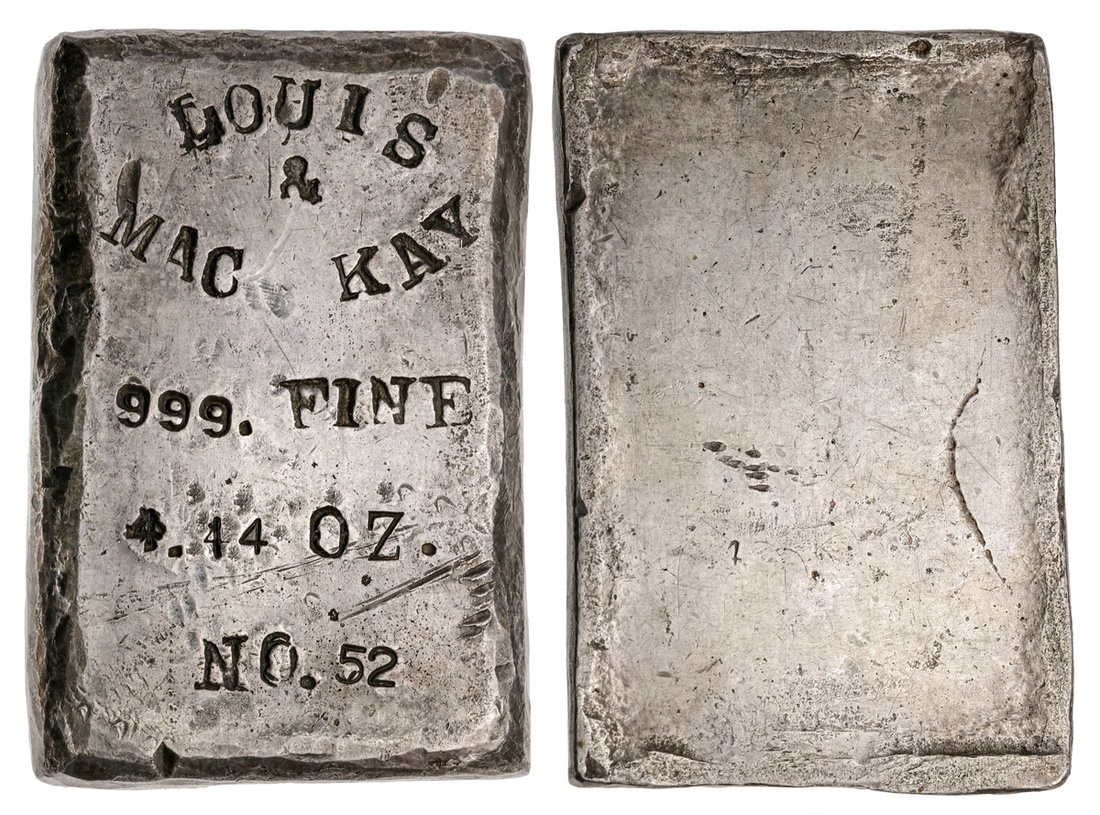 LOUIS
&
MAC KAY
999. FINE
4.14 OZ.
NO. 52